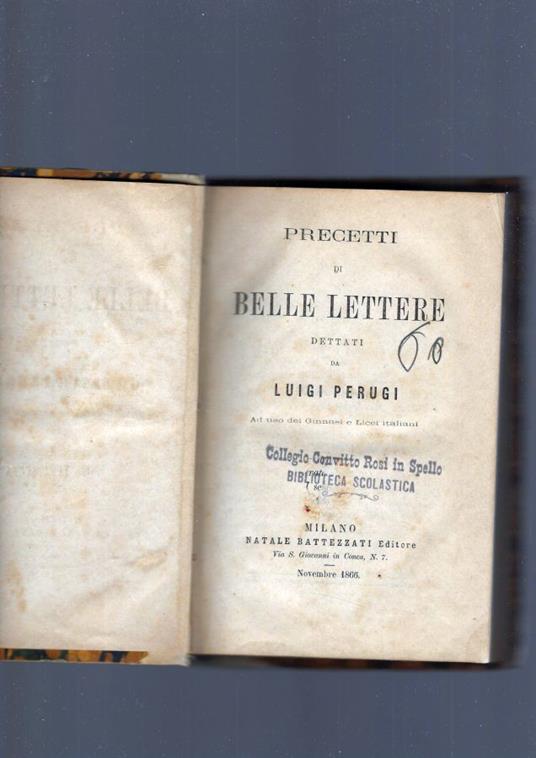 PRECETTI
DI
BELLE LETTERE
DETTATI
DA
LUIGI PERUGI
Ad uso dei Ginnasi e Licei italiani
60
Collegio Convitto Rosi in Spello
BIBLIOTECA SCOLASTICA
MILANO
NATALE BATTEZZATI Editore
Via S. Giovanni in Conca, N. 7.
Novembre 1866.